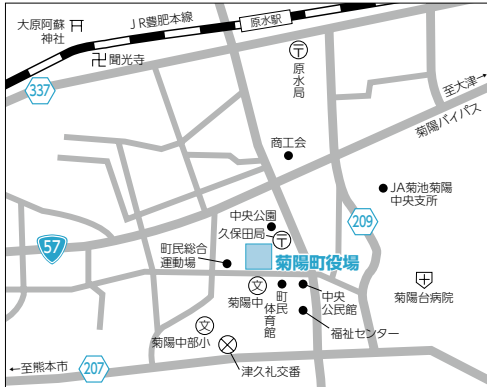 大原阿蘇
神社
JR豊肥本線
原水駅
聞光寺
原水局
337
至大津→
菊陽バイパス
商工会
JA菊池菊陽
中央支所
中央公園
209
久保田局
57
町民総合
運動場
菊陽町役場
菊陽中
文
町民
体育館
中央
公民館
菊陽台病院
文
菊陽中部小
福祉センター
←至熊本市
207
津久礼交番